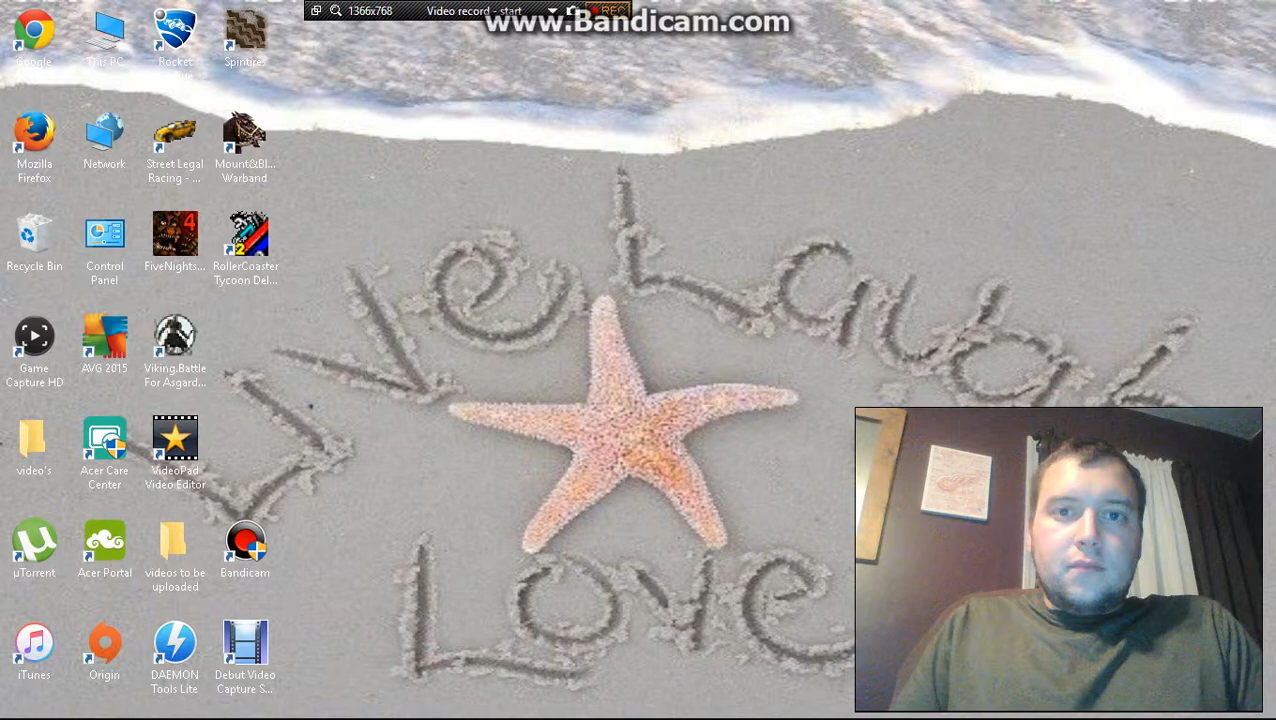 1366x768 Video record - start REC
www.Bandicam.com
Google
This PC
Rocket
Spintires
Mozilla
Firefox
Network
Street Legal
Racing - ...
Mount&Bl...
Warband
4
2
Recycle Bin
Control
Panel
FiveNights...
RollerCoaster
Tycoon Del...
Game
Capture HD
AVG 2015
Viking.Battle
For Asgard...
video's
Acer Care
Center
VideoPad
Video Editor
µTorrent
Acer Portal
videos to be
uploaded
Bandicam
iTunes
Origin
DAEMON
Tools Lite
Debut Video
Capture S...
Live Laugh
Love